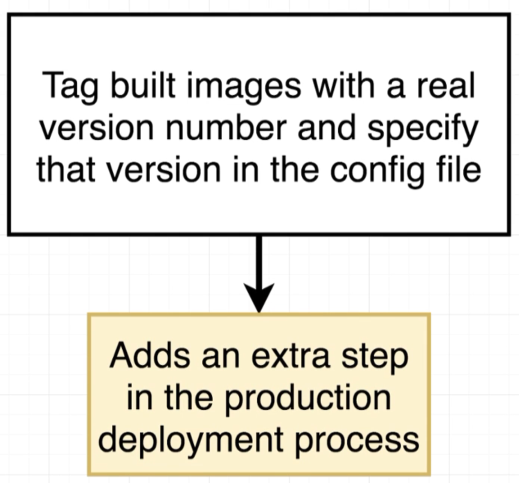 Tag built images with a real
version number and specify
that version in the config file
Adds an extra step
in the production
deployment process